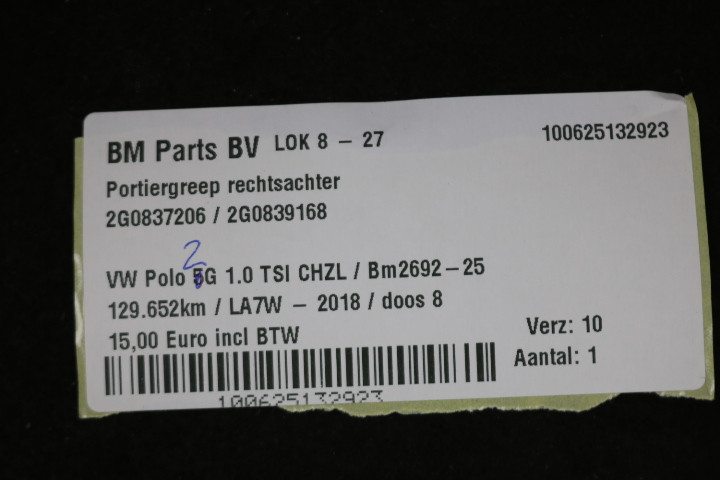 BM Parts BV LOK 8 - 27 100625132923
Portiergreep rechtsachter
2G0837206 / 2G0839168
2
VW Polo 5G 1.0 TSI CHZL / Bm2692-25
129.652km / LA7W - 2018 / doos 8
15,00 Euro incl BTW
Verz: 10
Aantal: 1
100625132923